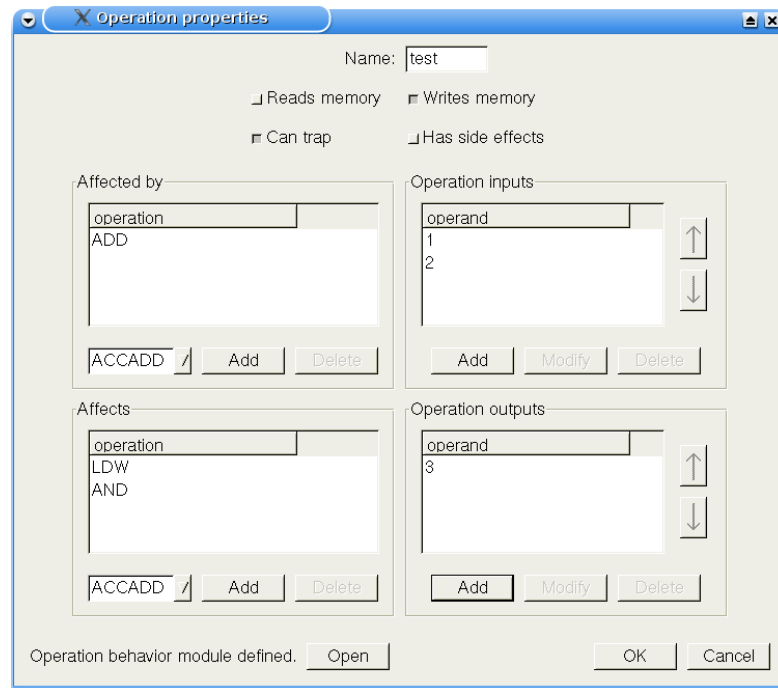 Operation properties
Name: test
Reads memory Writes memory
Can trap Has side effects
Affected by Operation inputs
operation operand
ADD 1
2
ACCADD Add Delete Add Modify Delete
Affects Operation outputs
operation operand
LDW 3
AND
ACCADD Add Delete Add Modify Delete
Operation behavior module defined. Open OK Cancel